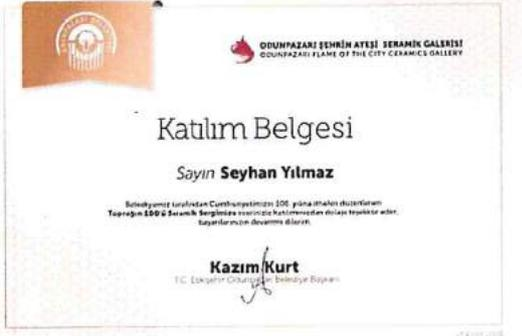 ODUNPAZARI ŞEHRİN ATEŞİ SERAMİK GALERİSİ
ODUNPAZARI FLAME OF THE CITY CERAMICS GALLERY
Katılım Belgesi
Sayın Seyhan Yılmaz
Belediyemiz tarafından Cumhuriyetimizin 100. yılına ithafen düzenlenen
Toprağın 100'ü Seramik Sergimize eserinizle katılımınızdan dolayı teşekkür eder,
başarılarınızın devamını dilerim.
Kazım Kurt
T.C. Eskişehir Odunpazarı Belediye Başkanı